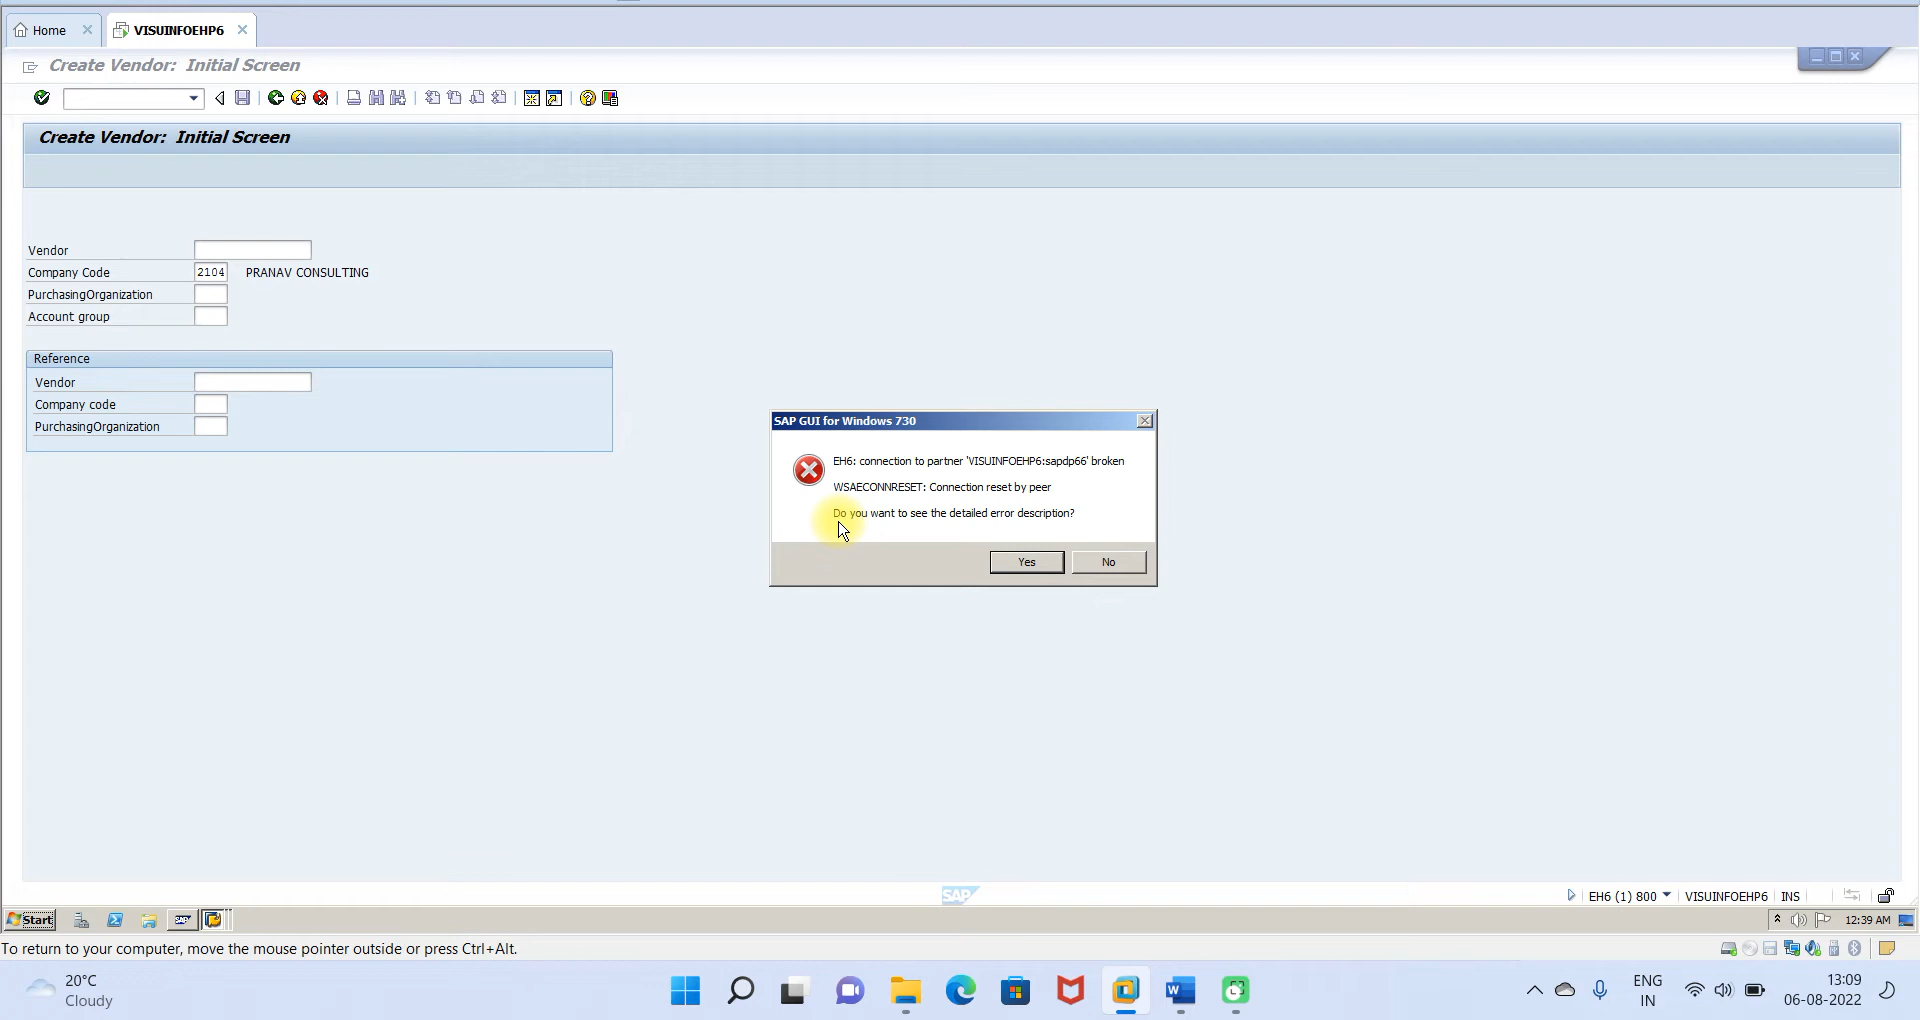 Home
VISUINFOEHP6
Create Vendor: Initial Screen
Create Vendor: Initial Screen
Vendor
Company Code 2104 PRANAV CONSULTING
PurchasingOrganization
Account group
Reference
Vendor
Company code
PurchasingOrganization
SAP GUI for Windows 730
EH6: connection to partner 'VISUINFOEHP6:sapdp66' broken
WSAECONNRESET: Connection reset by peer
Do you want to see the detailed error description?
Yes No
SAP
EH6 (1) 800 VISUINFOEHP6 INS
Start SAP 12:39 AM
To return to your computer, move the mouse pointer outside or press Ctrl+Alt.
20°C
Cloudy
ENG
IN
13:09
06-08-2022